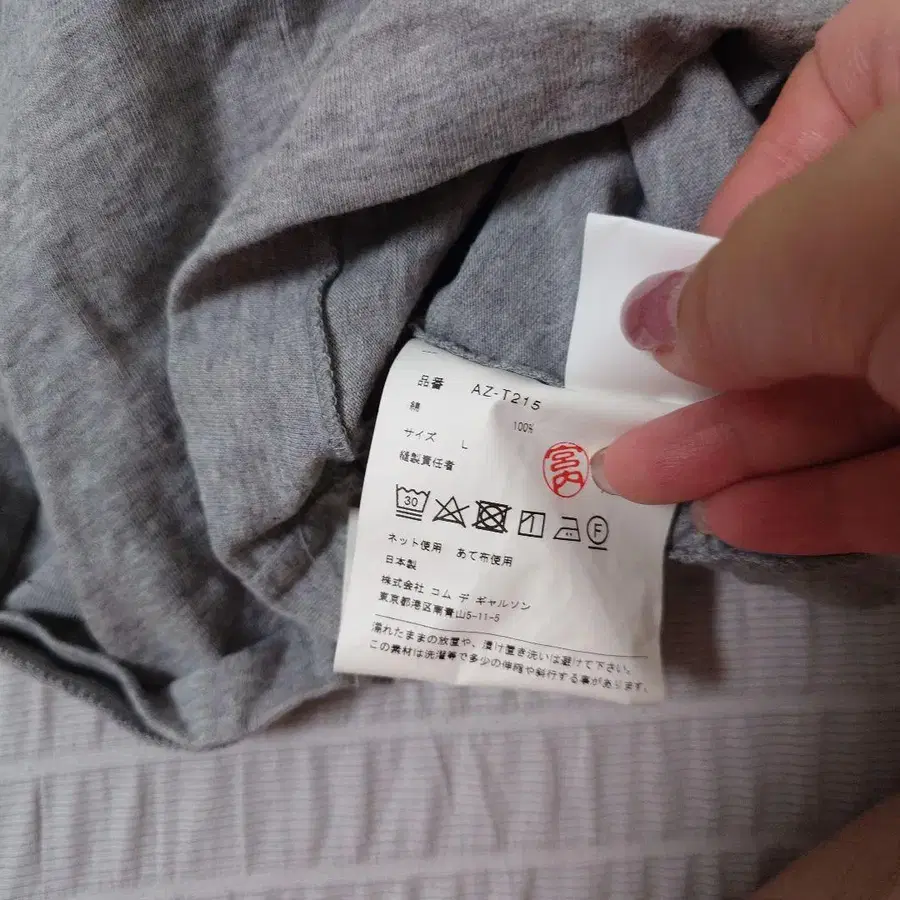 品番 AZ-T215
綿 100%
サイズ L
縫製責任者 宮内
30 F
ネット使用 あて布使用
日本製
株式会社 コム デ ギャルソン
東京都港区南青山5-11-5
濡れたままの放置や、漬け置き洗いは避けて下さい。
この素材は洗濯等で多少の伸縮や斜行する事があります。